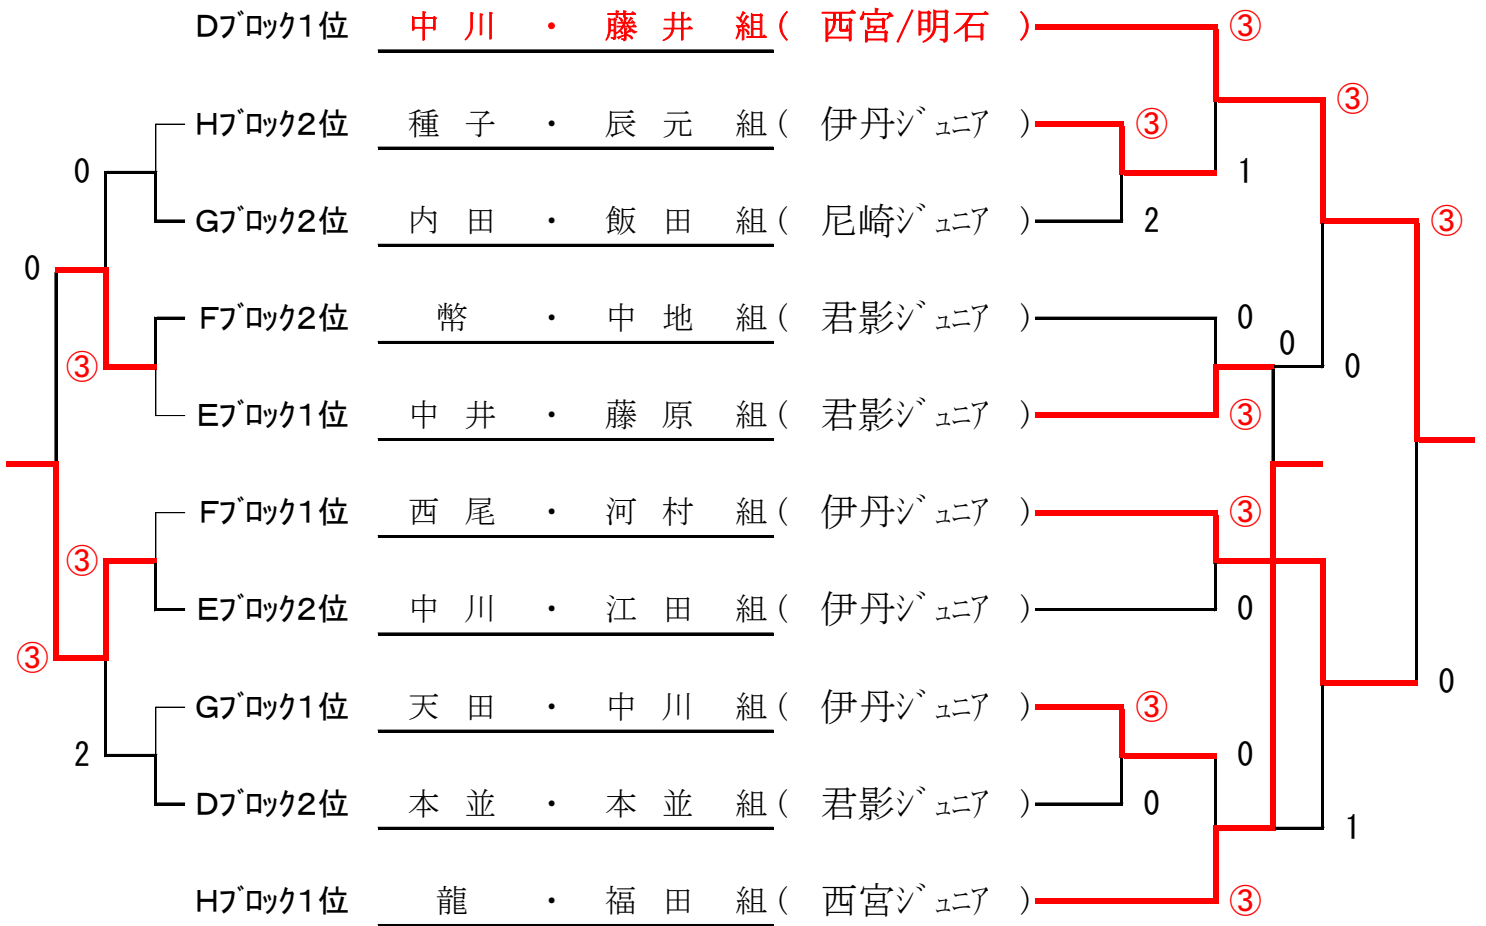 Dブロック1位 中川・藤井 組( 西宮/明石 ) ③
③
Hブロック2位 種子・辰元 組( 伊丹ジュニア ) ③
0 1
Gブロック2位 内田・飯田 組( 尼崎ジュニア ) 2 ③
0
Fブロック2位 幣・中地 組( 君影ジュニア ) 0
0
③ 0
Eブロック1位 中井・藤原 組( 君影ジュニア ) ③
Fブロック1位 西尾・河村 組( 伊丹ジュニア ) ③
③
Eブロック2位 中川・江田 組( 伊丹ジュニア ) 0
③ 0
Gブロック1位 天田・中川 組( 伊丹ジュニア ) ③
2 0
Dブロック2位 本並・本並 組( 君影ジュニア ) 0
1
Hブロック1位 龍・福田 組( 西宮ジュニア ) ③